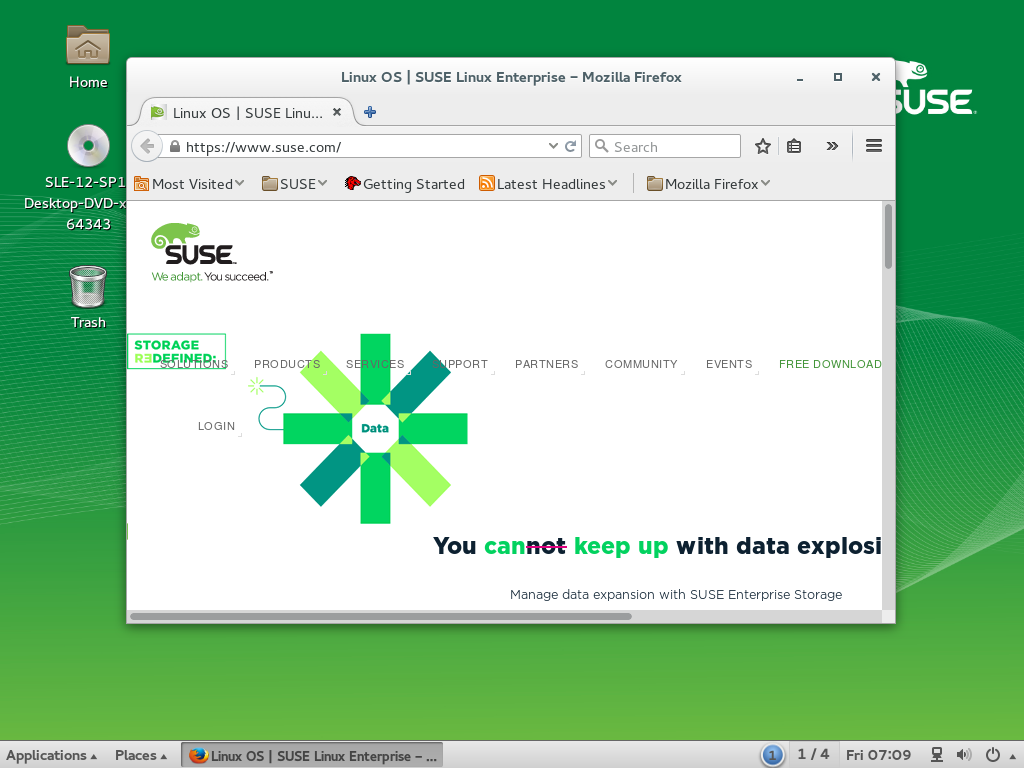 Home
SLE-12-SP1
Desktop-DVD-x
64343
Trash
SUSE
Linux OS | SUSE Linux Enterprise – Mozilla Firefox
Linux OS | SUSE Linu...
https://www.suse.com/
Search
Most Visited
SUSE
Getting Started
Latest Headlines
Mozilla Firefox
SUSE
We adapt. You succeed.™
STORAGE
REDEFINED:
SOLUTIONS PRODUCTS SERVICES SUPPORT PARTNERS COMMUNITY EVENTS FREE DOWNLOAD
LOGIN
Data
You cannot keep up with data explosi
Manage data expansion with SUSE Enterprise Storage
Applications Places Linux OS | SUSE Linux Enterprise – ... 1 1 / 4 Fri 07:09